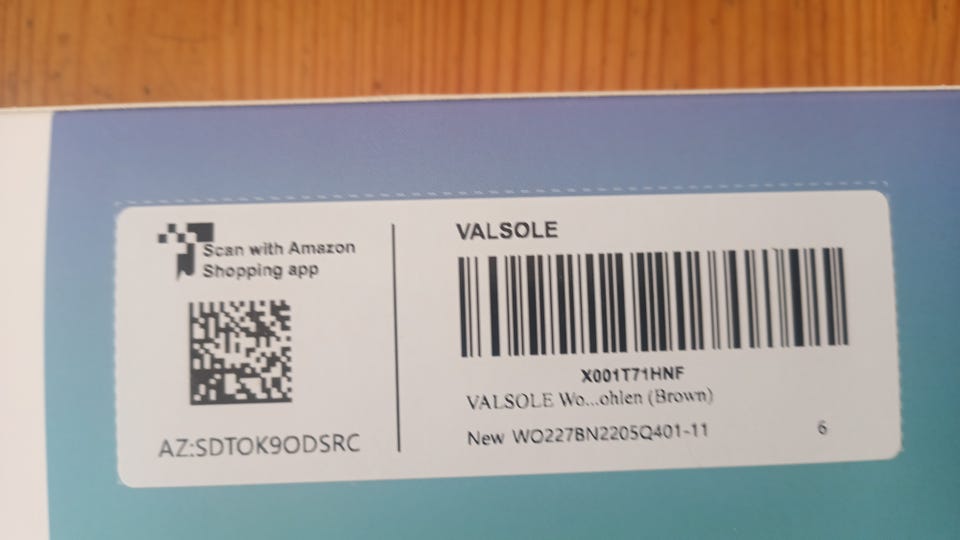 Scan with Amazon
Shopping app
AZ:SDTOK9ODSRC
VALSOLE
X001T71HNF
VALSOLE Wo...ohlen (Brown)
New WO227BN2205Q401-11
6